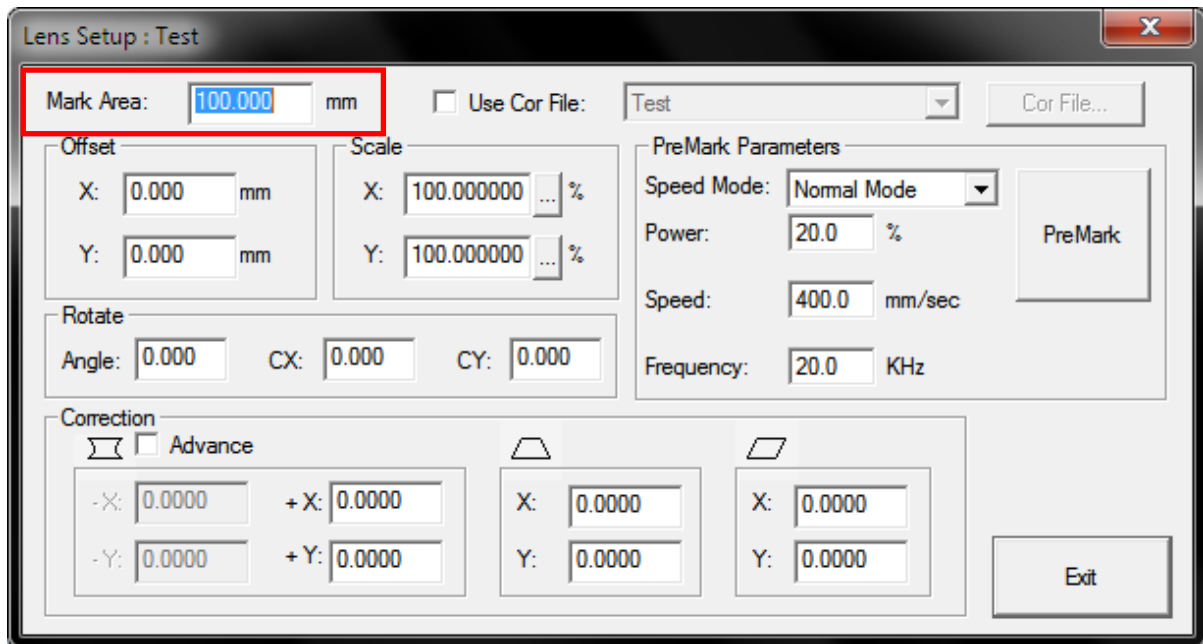 Lens Setup : Test
Mark Area: 100.000 mm Use Cor File: Test Cor File...
Offset
X: 0.000 mm
Y: 0.000 mm
Scale
X: 100.000000 ... %
Y: 100.000000 ... %
PreMark Parameters
Speed Mode: Normal Mode
Power: 20.0 %
Speed: 400.0 mm/sec
Frequency: 20.0 KHz
PreMark
Rotate
Angle: 0.000 CX: 0.000 CY: 0.000
Correction
Advance
-X: 0.0000 +X: 0.0000
-Y: 0.0000 +Y: 0.0000
X: 0.0000
Y: 0.0000
X: 0.0000
Y: 0.0000
Exit